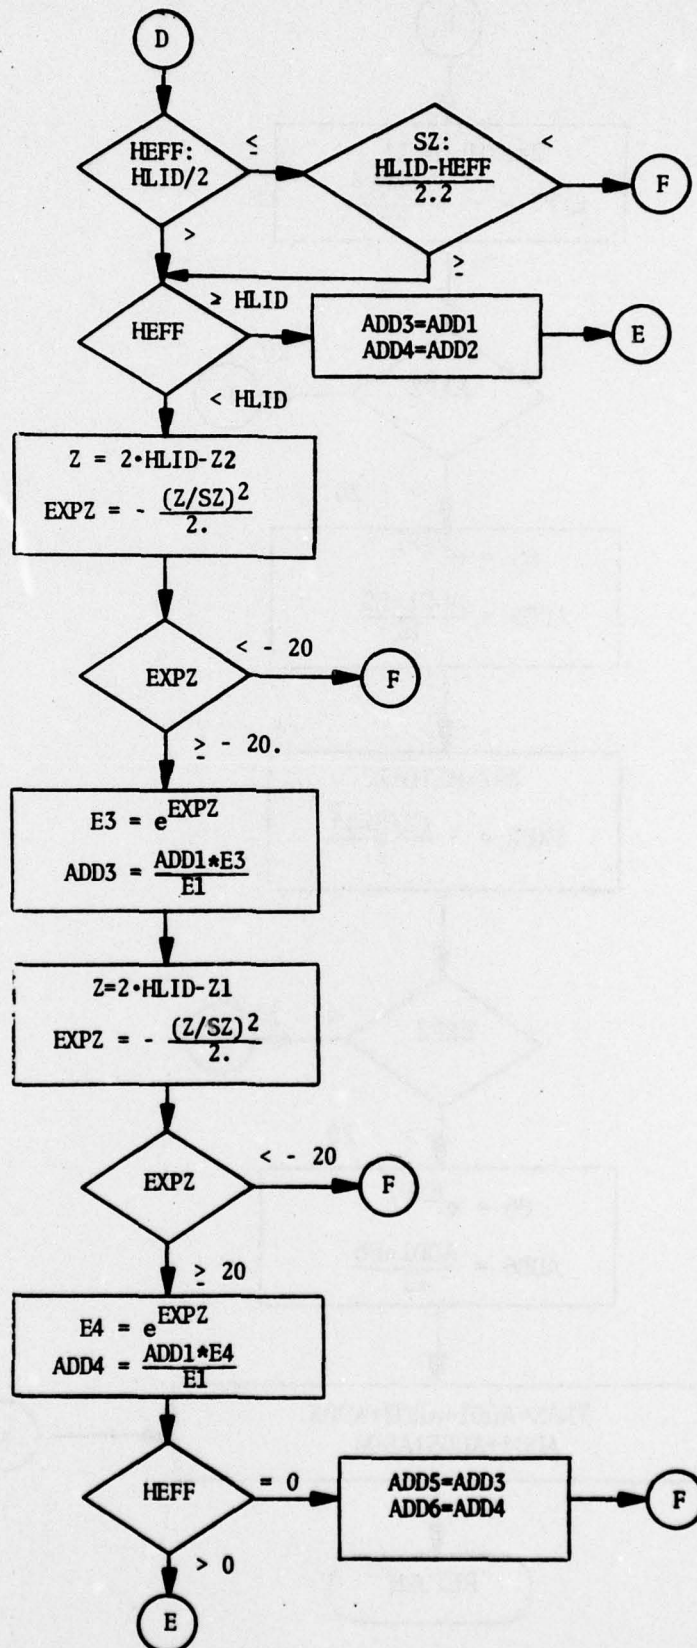 D
HEFF:
HLID/2
≤
>
SZ:
HLID-HEFF
2.2
<
F
≥
HEFF
≥ HLID
ADD3=ADD1
ADD4=ADD2
E
< HLID
Z = 2•HLID-Z2
EXPZ = - (Z/SZ)2
2.
EXPZ
< - 20
F
≥ - 20.
E3 = eEXPZ
ADD3 = ADD1*E3
E1
Z=2•HLID-Z1
EXPZ = - (Z/SZ)2
2.
EXPZ
< - 20
F
≥ 20
E4 = eEXPZ
ADD4 = ADD1*E4
E1
HEFF
= 0
ADD5=ADD3
ADD6=ADD4
F
> 0
E